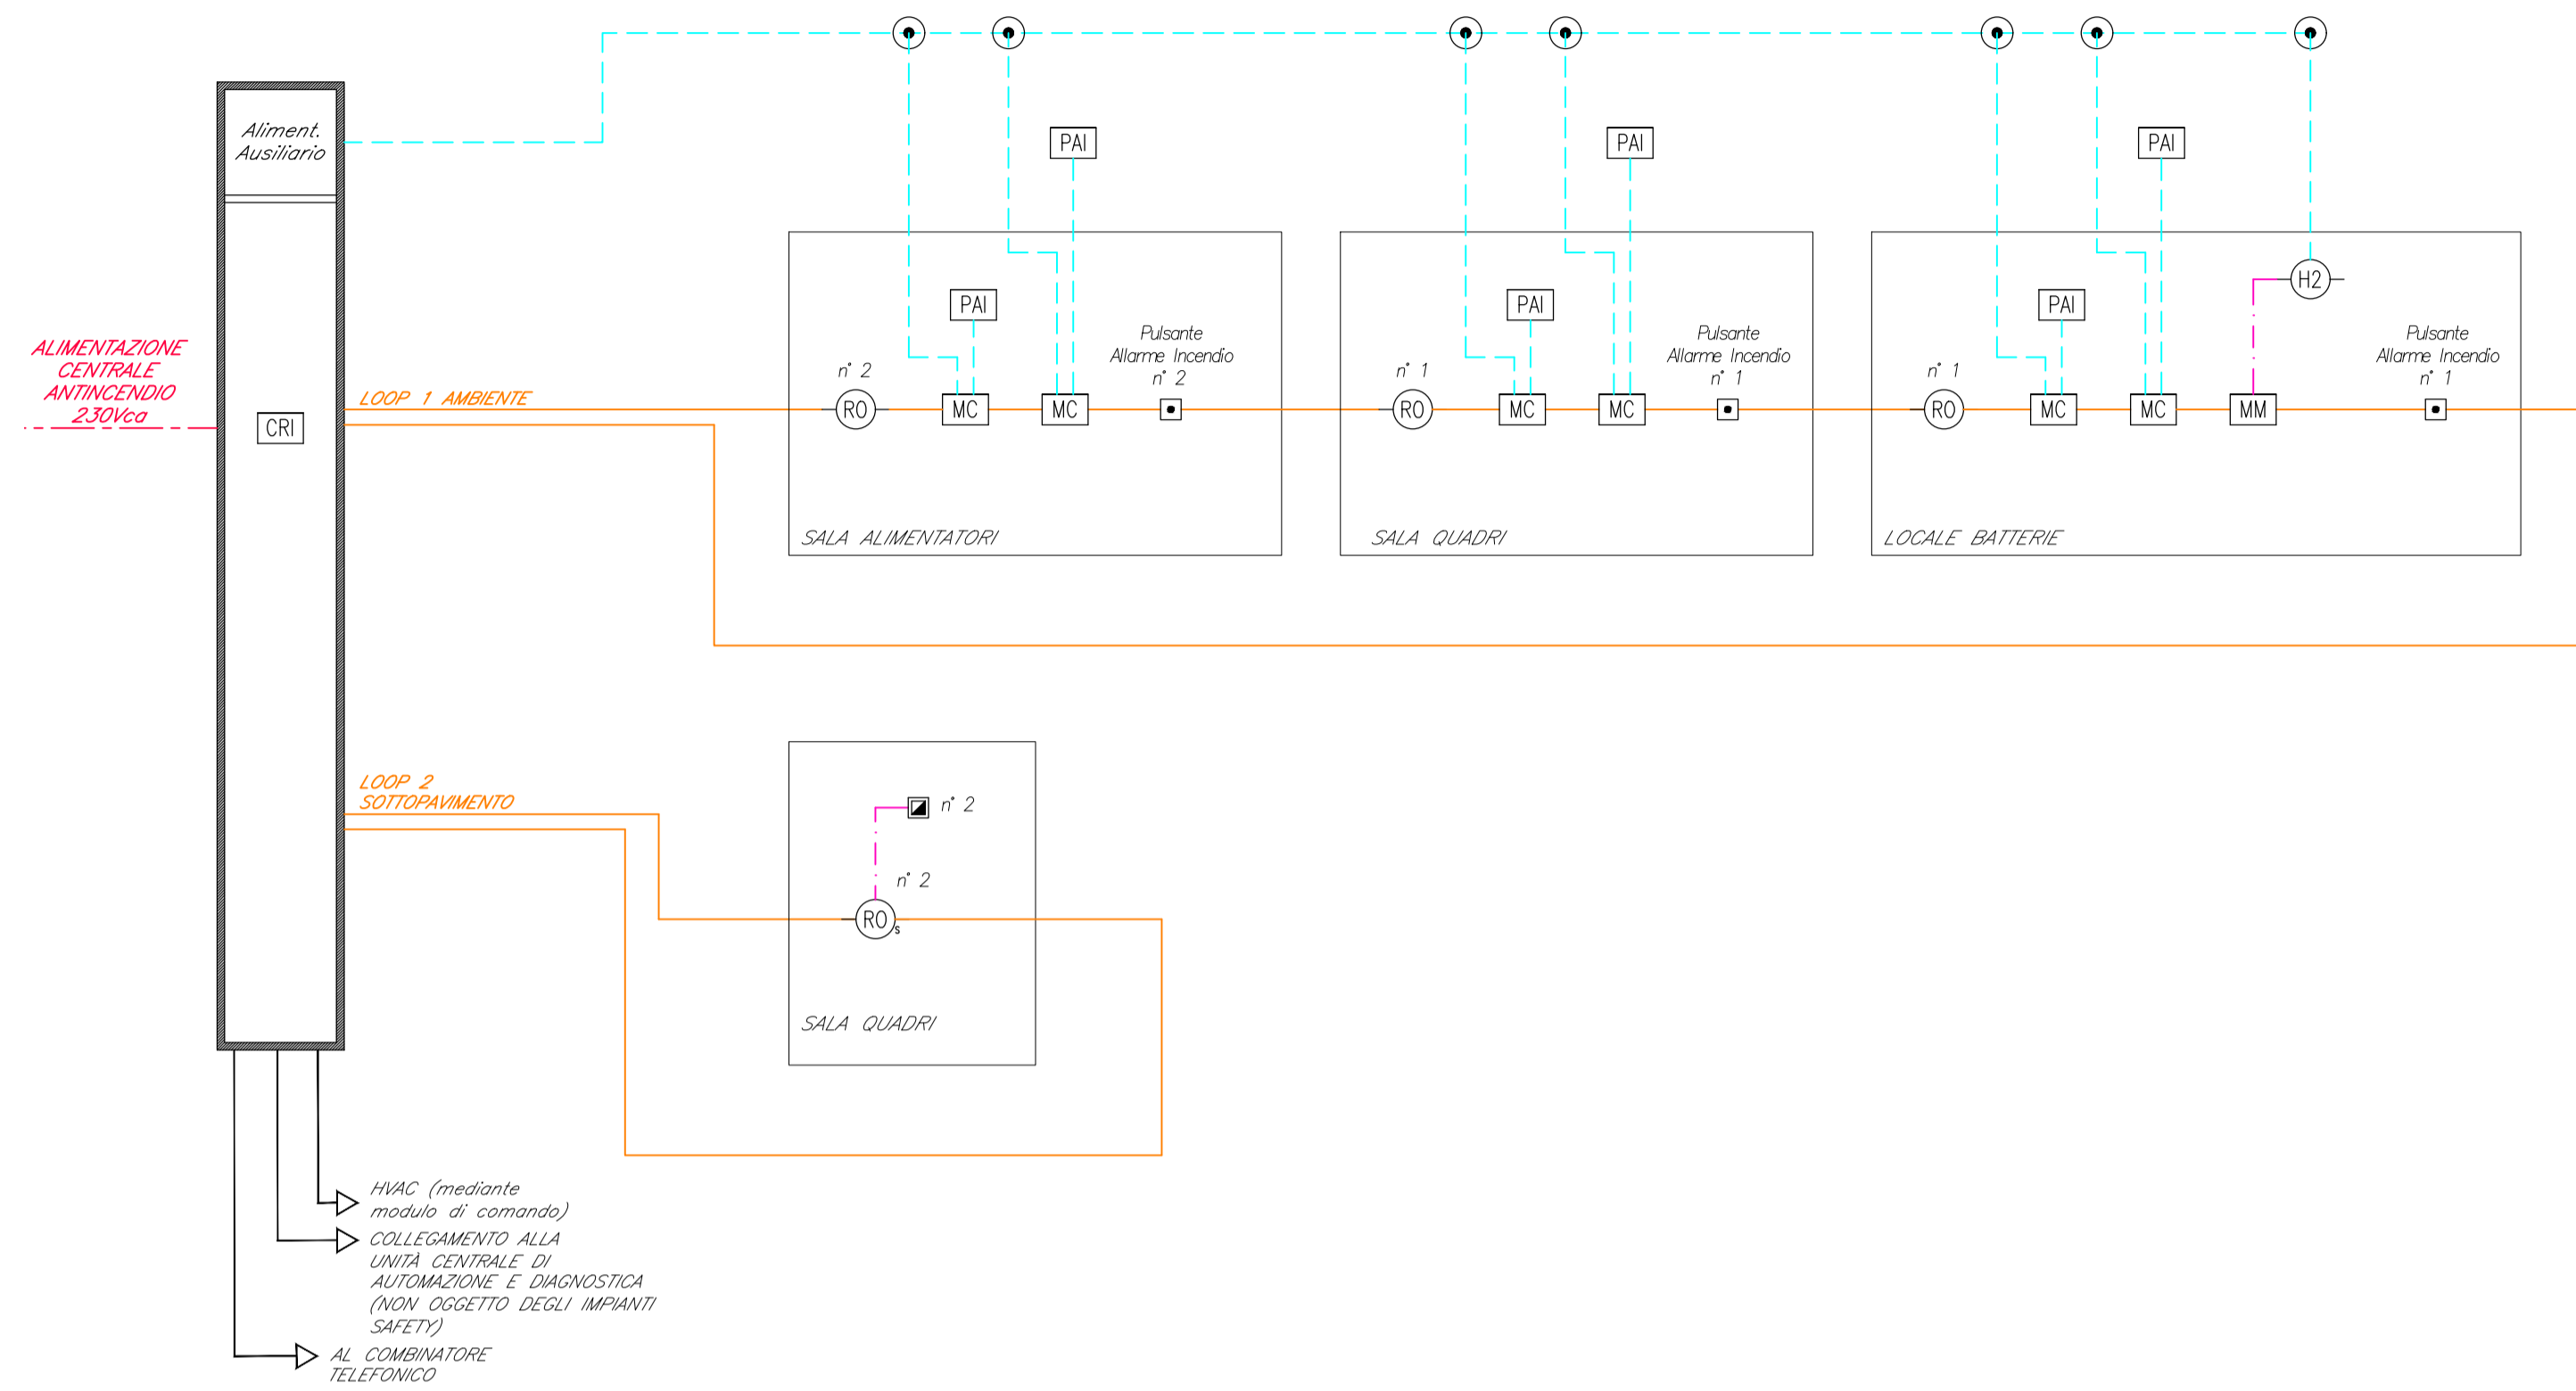 Aliment.
Ausiliario
ALIMENTAZIONE
CENTRALE
ANTINCENDIO
230Vca
CRI
LOOP 1 AMBIENTE
PAI
PAI
n° 2
RO
MC
MC
Pulsante
Allarme Incendio
n° 2
SALA ALIMENTATORI
PAI
PAI
n° 1
RO
MC
MC
Pulsante
Allarme Incendio
n° 1
SALA QUADRI
PAI
PAI
H2
n° 1
RO
MC
MC
MM
Pulsante
Allarme Incendio
n° 1
LOCALE BATTERIE
LOOP 2
SOTTOPAVIMENTO
n° 2
n° 2
RO
s
SALA QUADRI
HVAC (mediante
modulo di comando)
COLLEGAMENTO ALLA
UNITÀ CENTRALE DI
AUTOMAZIONE E DIAGNOSTICA
(NON OGGETTO DEGLI IMPIANTI
SAFETY)
AL COMBINATORE
TELEFONICO